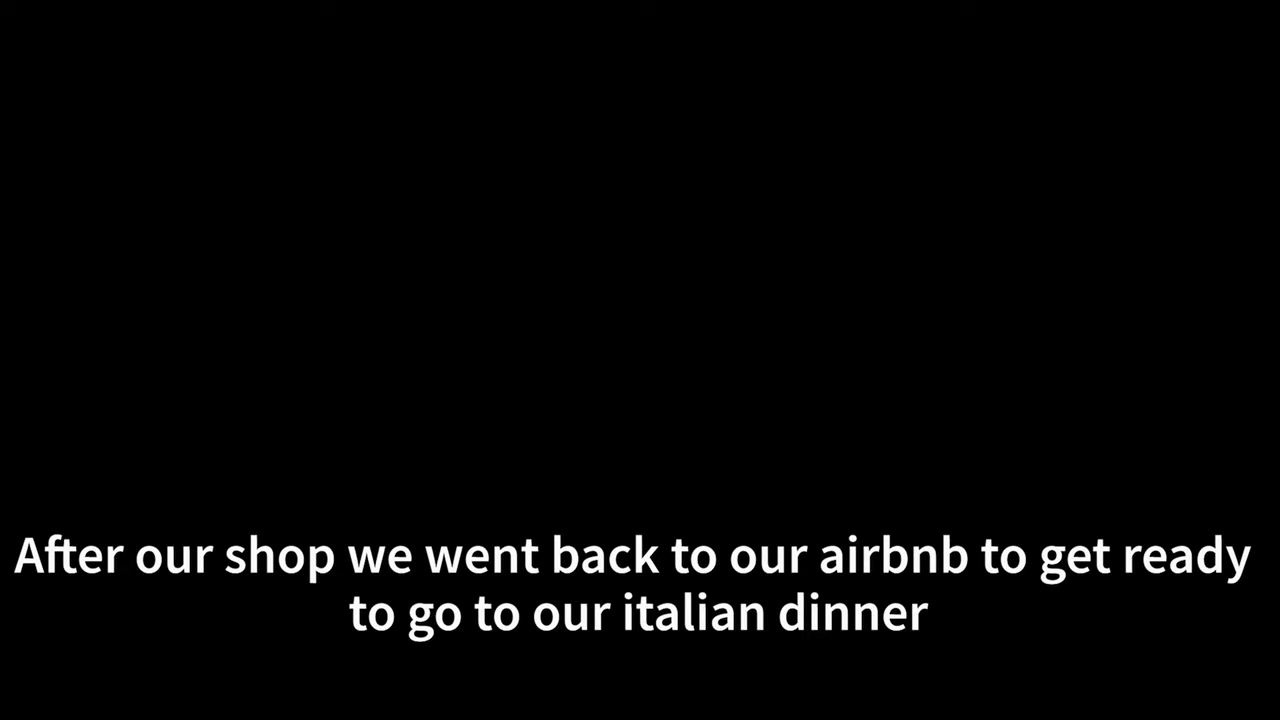 After our shop we went back to our airbnb to get ready
to go to our italian dinner